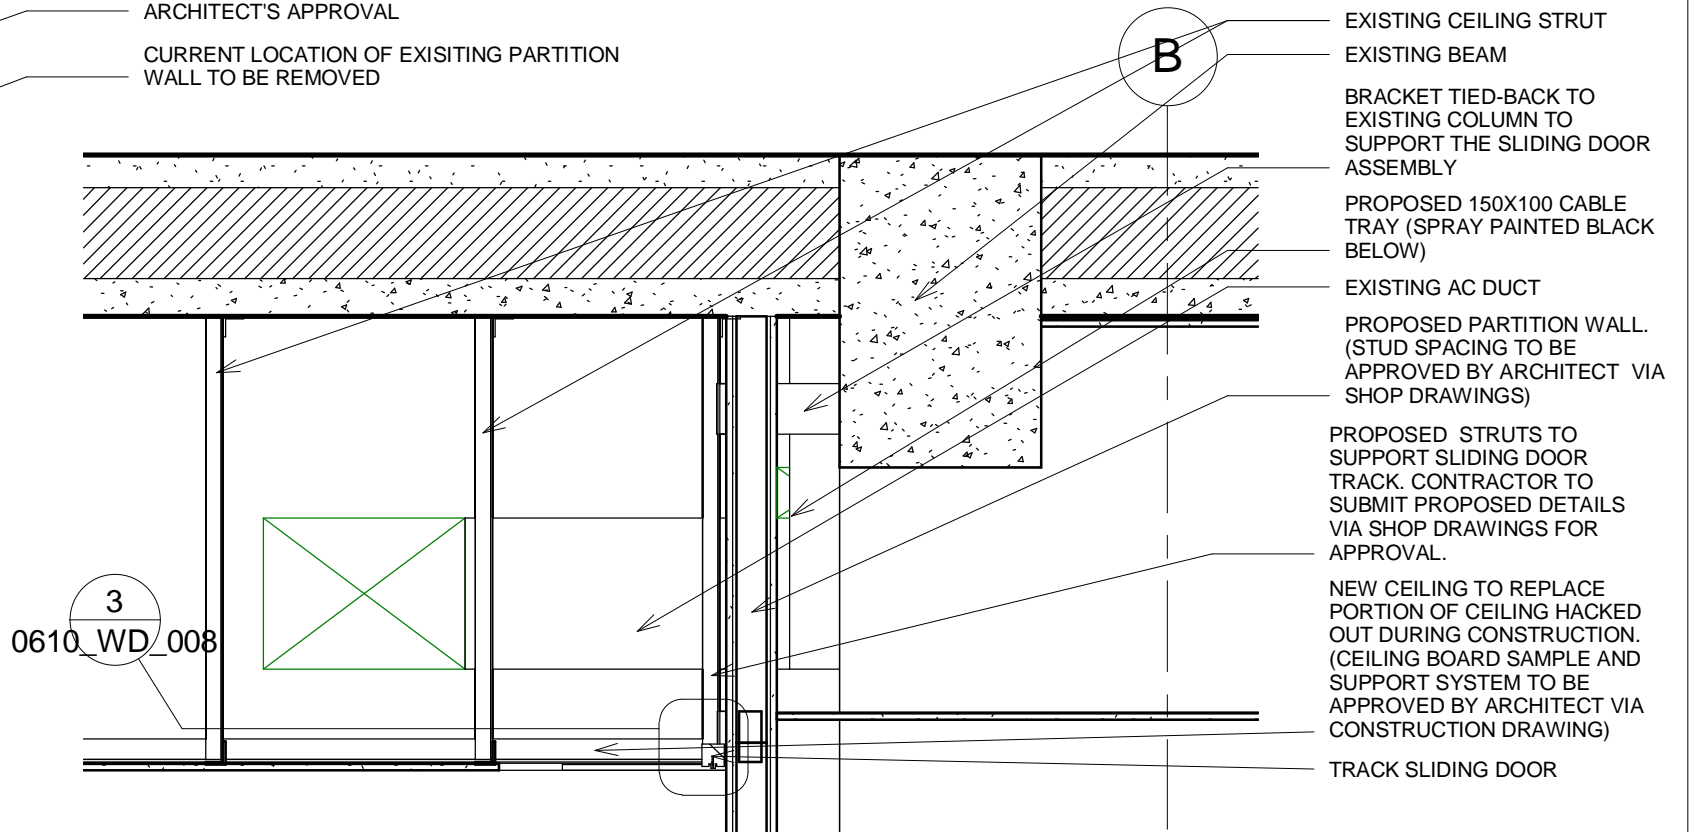 ARCHITECT'S APPROVAL
CURRENT LOCATION OF EXISITING PARTITION
WALL TO BE REMOVED
B
EXISTING CEILING STRUT
EXISTING BEAM
BRACKET TIED-BACK TO
EXISTING COLUMN TO
SUPPORT THE SLIDING DOOR
ASSEMBLY
PROPOSED 150X100 CABLE
TRAY (SPRAY PAINTED BLACK
BELOW)
EXISTING AC DUCT
PROPOSED PARTITION WALL.
(STUD SPACING TO BE
APPROVED BY ARCHITECT VIA
SHOP DRAWINGS)
PROPOSED STRUTS TO
SUPPORT SLIDING DOOR
TRACK. CONTRACTOR TO
SUBMIT PROPOSED DETAILS
VIA SHOP DRAWINGS FOR
APPROVAL.
NEW CEILING TO REPLACE
PORTION OF CEILING HACKED
OUT DURING CONSTRUCTION.
(CEILING BOARD SAMPLE AND
SUPPORT SYSTEM TO BE
APPROVED BY ARCHITECT VIA
CONSTRUCTION DRAWING)
TRACK SLIDING DOOR
3
0610_WD_008